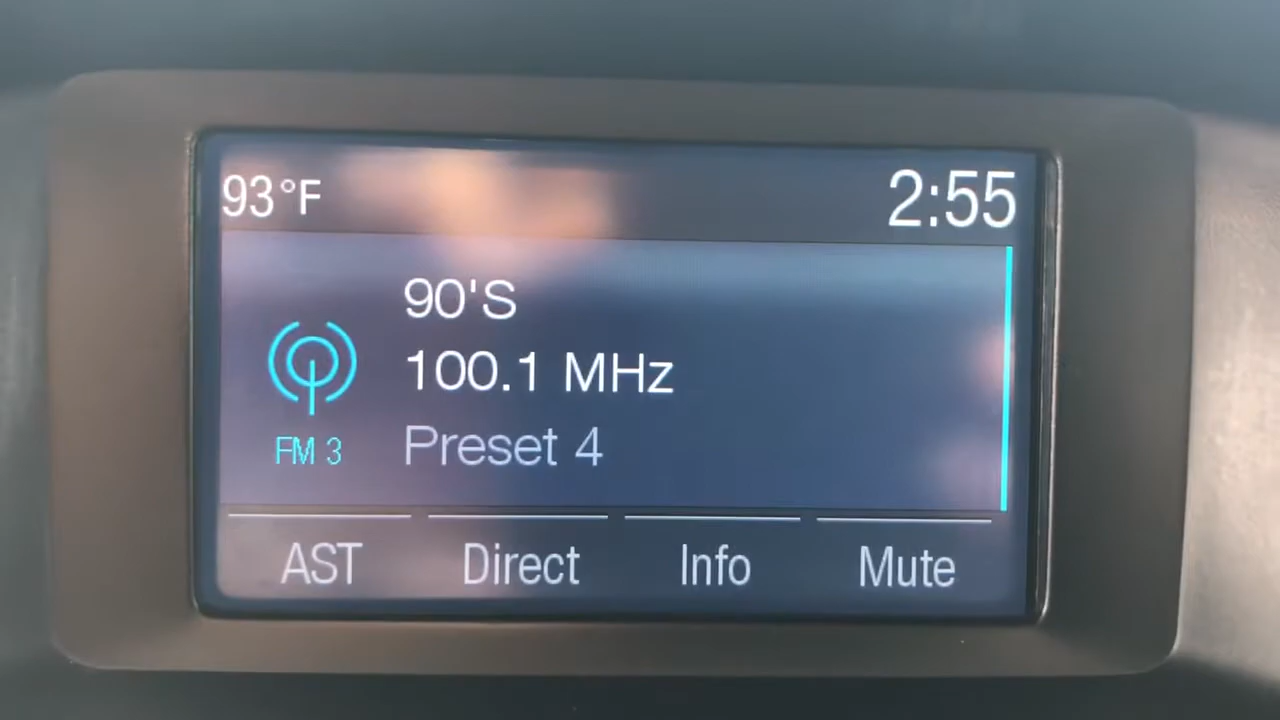 93°F 2:55
90'S
100.1 MHz
Preset 4
FM 3
AST Direct Info Mute